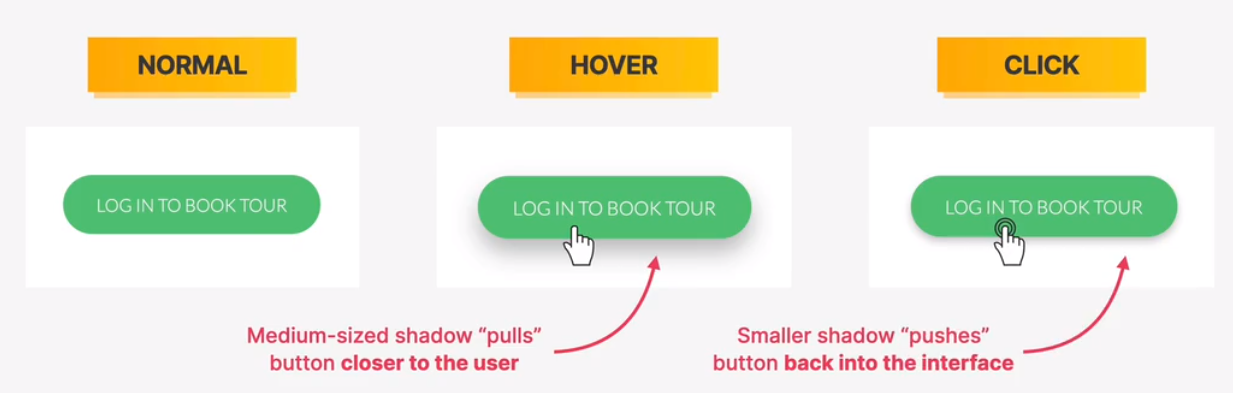 NORMAL
HOVER
CLICK
LOG IN TO BOOK TOUR
LOG IN TO BOOK TOUR
LOG IN TO BOOK TOUR
Medium-sized shadow “pulls”
button closer to the user
Smaller shadow “pushes”
button back into the interface